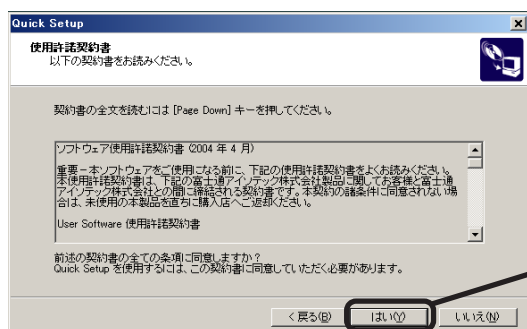 Quick Setup
使用許諾契約書
以下の契約書をお読みください。
契約書の全文を読むには [Page Down] キーを押してください。
ソフトウェア使用許諾契約書 (2004 年 4 月)
重要－本ソフトウェアをご使用になる前に、下記の使用許諾契約書をよくお読みください。
本使用許諾契約書は、下記の富士通アイソテック株式会社製品に関してお客様と富士通
アイソテック株式会社との間に締結される契約書です。本契約の諸条件に同意されない場
合は、未使用の本製品を直ちに購入店へご返却ください。
User Software 使用許諾契約書
前述の契約書の全ての条項に同意しますか?
Quick Setup を使用するには、この契約書に同意していただく必要があります。
< 戻る(B)
はい(Y)
いいえ(N)